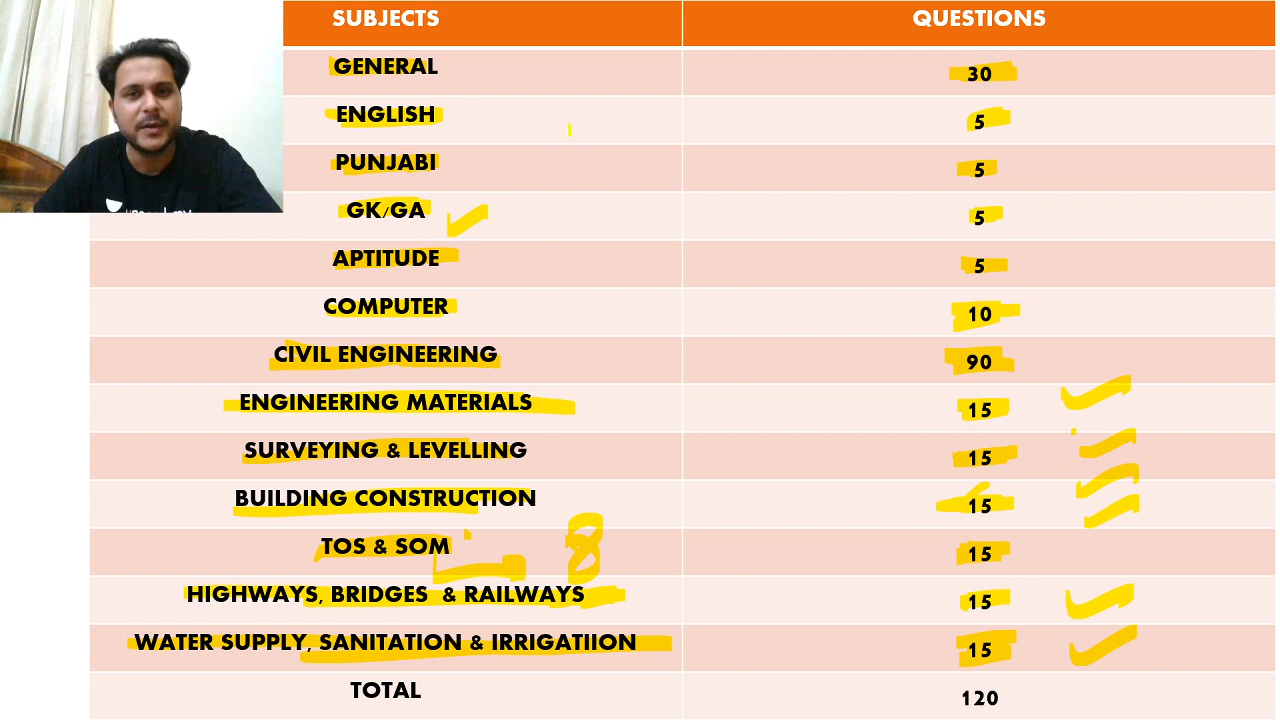 SUBJECTS QUESTIONS
GENERAL 30
ENGLISH 5
PUNJABI 5
GK/GA 5
APTITUDE 5
COMPUTER 10
CIVIL ENGINEERING 90
ENGINEERING MATERIALS 15
SURVEYING & LEVELLING 15
BUILDING CONSTRUCTION 15
TOS & SOM 8 15
HIGHWAYS, BRIDGES & RAILWAYS 15
WATER SUPPLY, SANITATION & IRRIGATIION 15
TOTAL 120